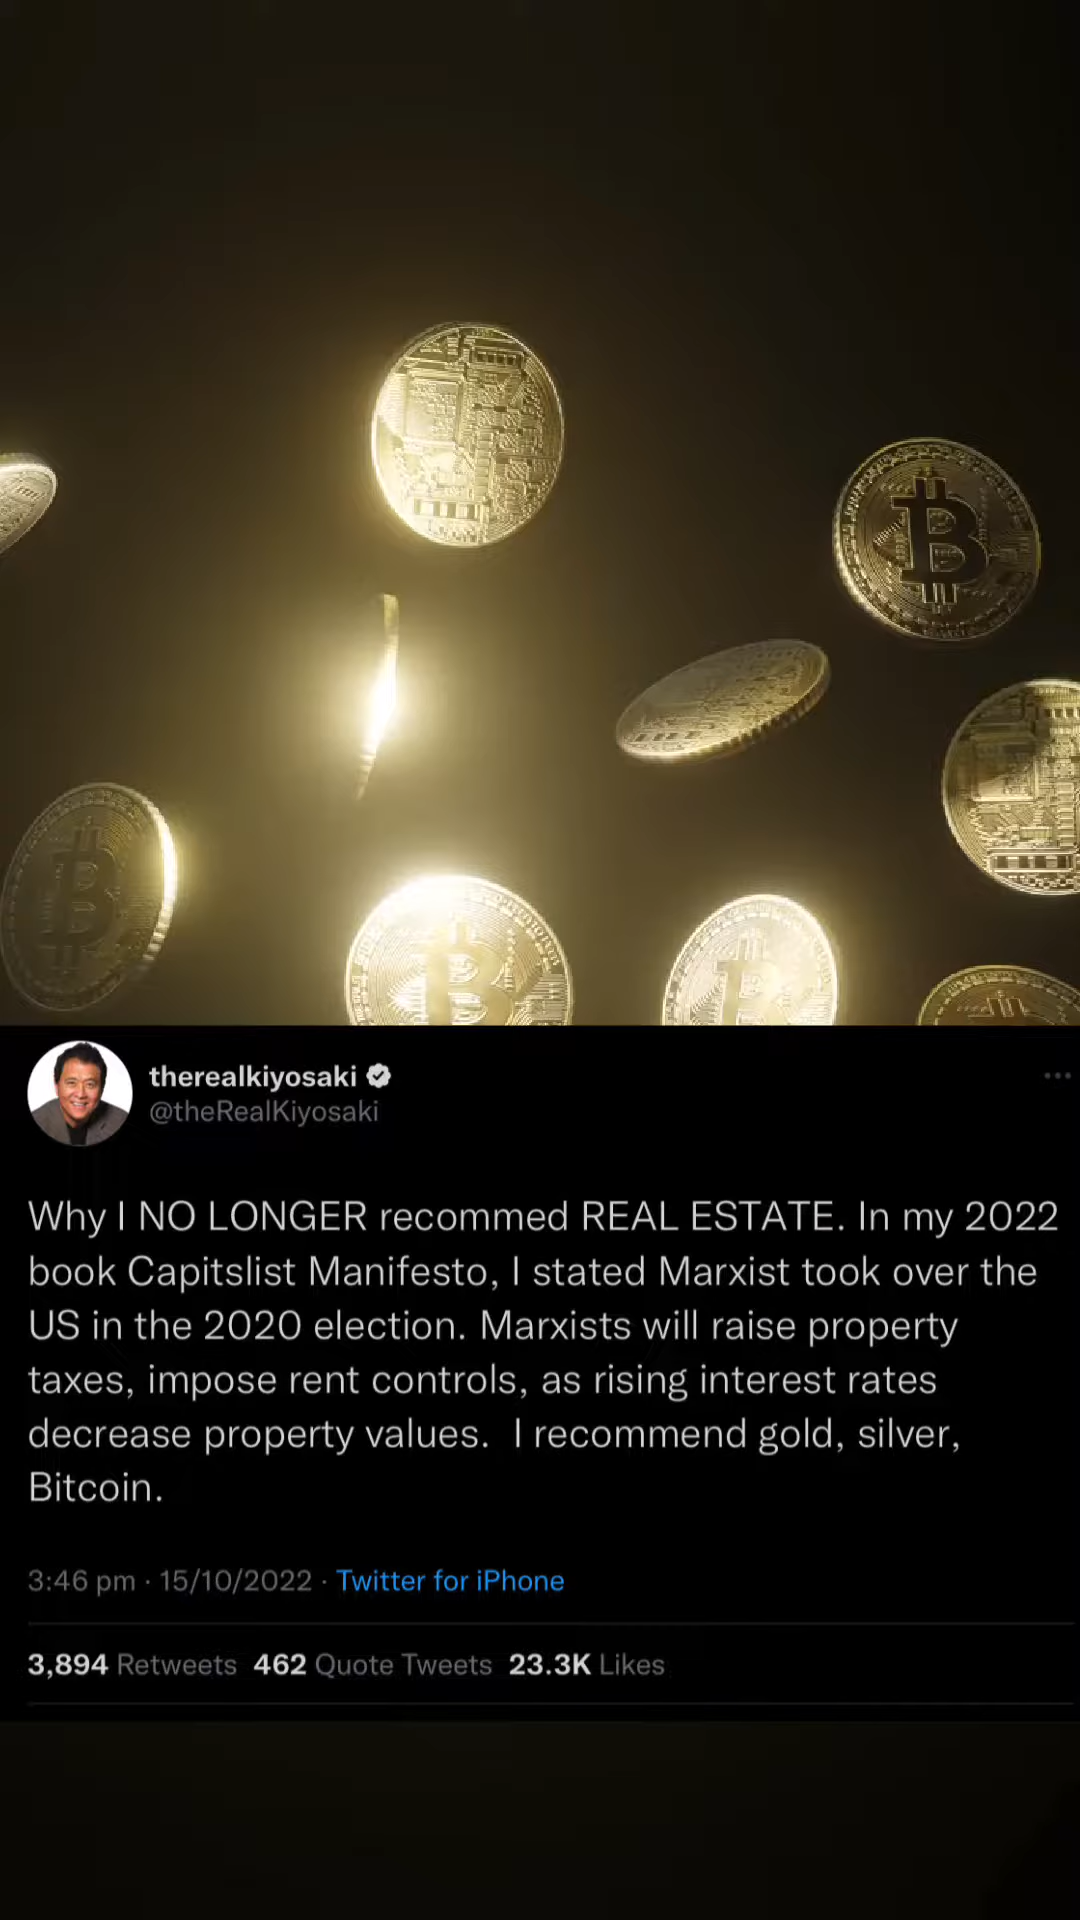 therealkiyosaki
@theRealKiyosaki
Why I NO LONGER recommed REAL ESTATE. In my 2022
book Capitslist Manifesto, I stated Marxist took over the
US in the 2020 election. Marxists will raise property
taxes, impose rent controls, as rising interest rates
decrease property values.  I recommend gold, silver,
Bitcoin.
3:46 pm · 15/10/2022 · Twitter for iPhone
3,894 Retweets 462 Quote Tweets 23.3K Likes